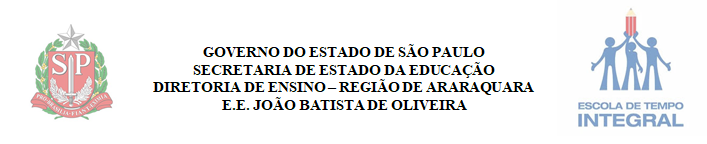 GOVERNO DO ESTADO DE SÃO PAULO
SECRETARIA DE ESTADO DA EDUCAÇÃO
DIRETORIA DE ENSINO – REGIÃO DE ARARAQUARA
E.E. JOÃO BATISTA DE OLIVEIRA
SP
ESCOLA DE TEMPO
INTEGRAL